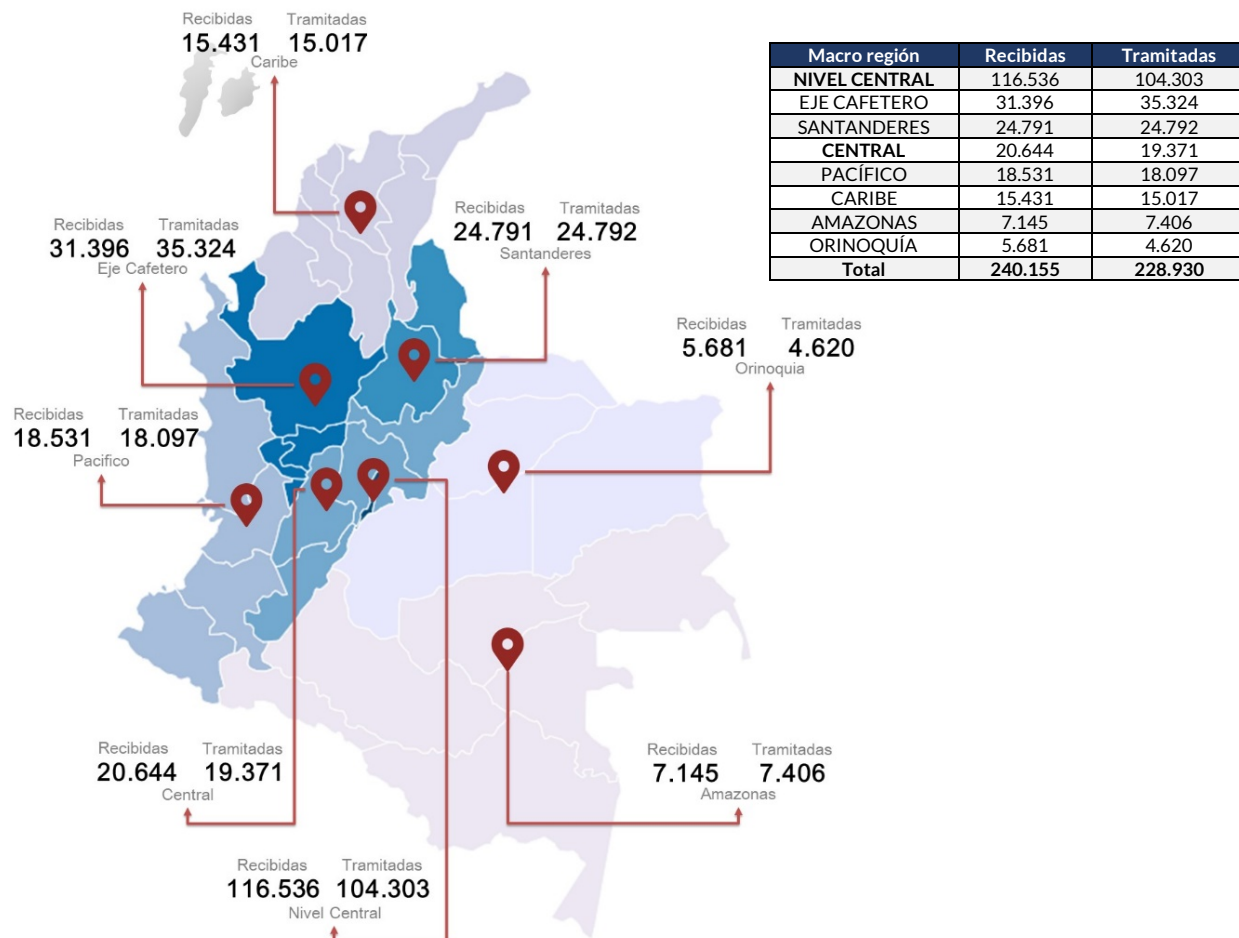 Recibidas Tramitadas
15.431 15.017
Caribe
Macro región Recibidas Tramitadas
NIVEL CENTRAL 116.536 104.303
EJE CAFETERO 31.396 35.324
SANTANDERES 24.791 24.792
CENTRAL 20.644 19.371
PACÍFICO 18.531 18.097
CARIBE 15.431 15.017
AMAZONAS 7.145 7.406
ORINOQUÍA 5.681 4.620
Total 240.155 228.930
Recibidas Tramitadas
24.791 24.792
Santanderes
Recibidas Tramitadas
31.396 35.324
Eje Cafetero
Recibidas Tramitadas
5.681 4.620
Orinoquia
Recibidas Tramitadas
18.531 18.097
Pacifico
Recibidas Tramitadas
20.644 19.371
Central
Recibidas Tramitadas
7.145 7.406
Amazonas
Recibidas Tramitadas
116.536 104.303
Nivel Central